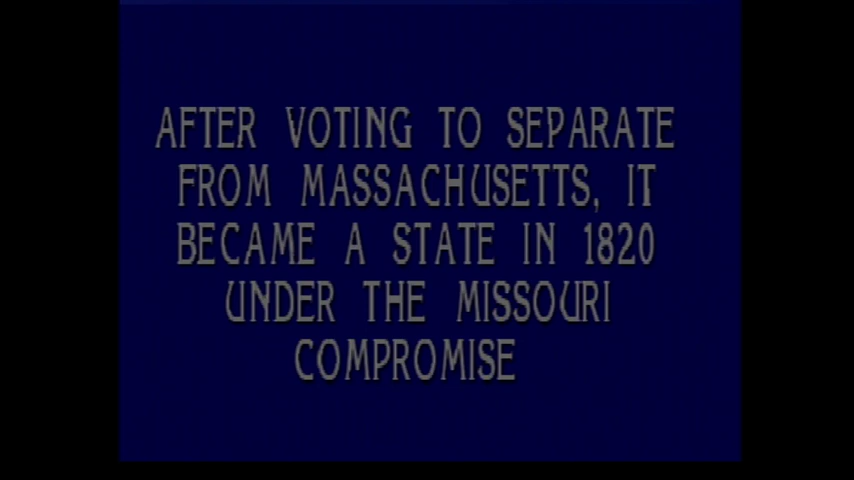 AFTER VOTING TO SEPARATE
FROM MASSACHUSETTS, IT
BECAME A STATE IN 1820
UNDER THE MISSOURI
COMPROMISE